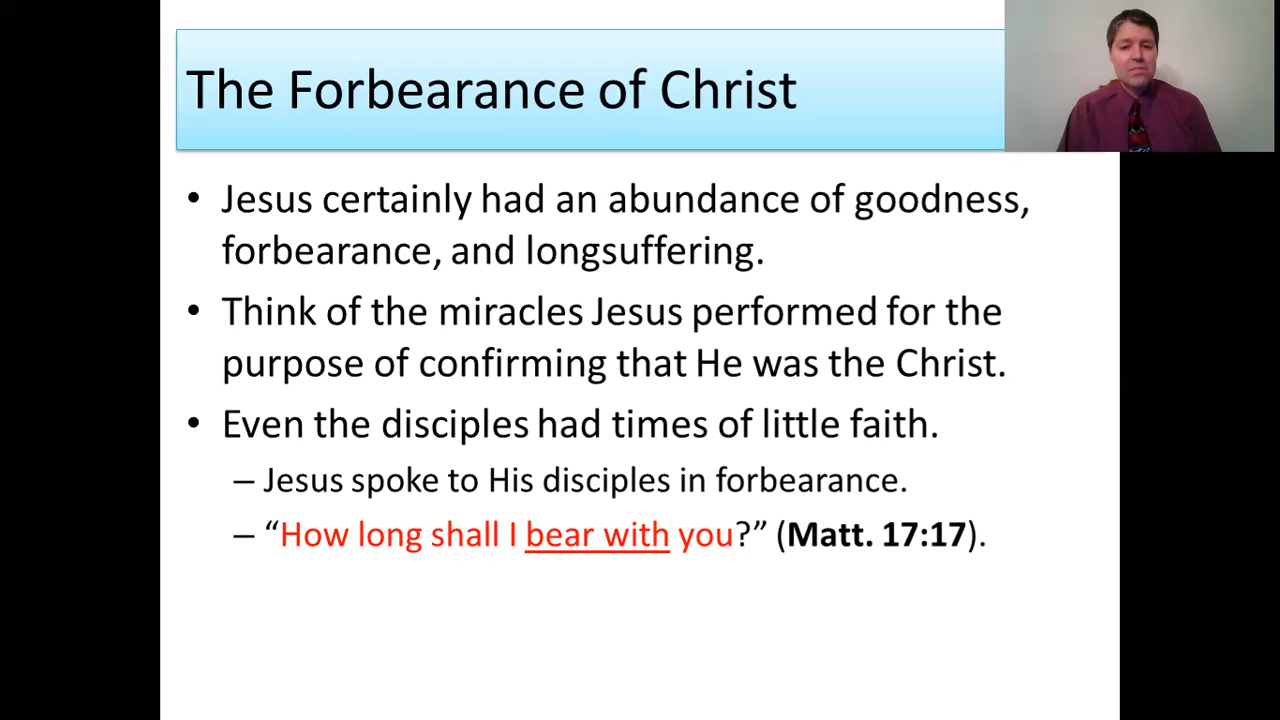 The Forbearance of Christ
• Jesus certainly had an abundance of goodness,
forbearance, and longsuffering.
• Think of the miracles Jesus performed for the
purpose of confirming that He was the Christ.
• Even the disciples had times of little faith.
– Jesus spoke to His disciples in forbearance.
– “How long shall I bear with you?” (Matt. 17:17).